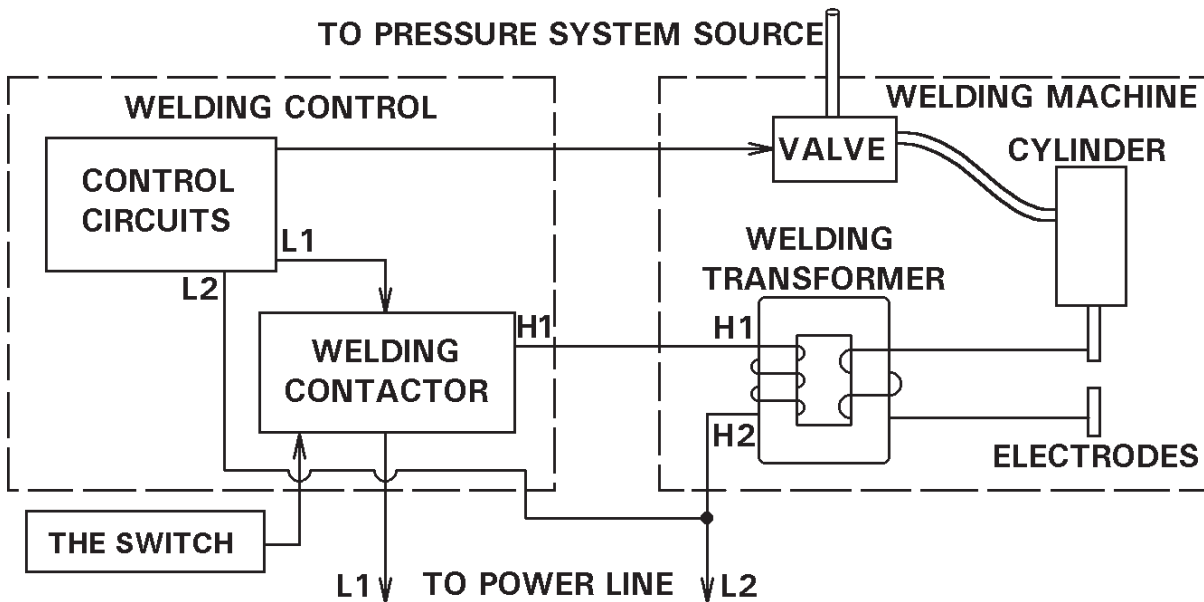 TO PRESSURE SYSTEM SOURCE
WELDING CONTROL
WELDING MACHINE
VALVE
CYLINDER
CONTROL
CIRCUITS
L1
L2
WELDING
TRANSFORMER
H1
H1
WELDING
CONTACTOR
H2
ELECTRODES
THE SWITCH
L1
TO POWER LINE
L2